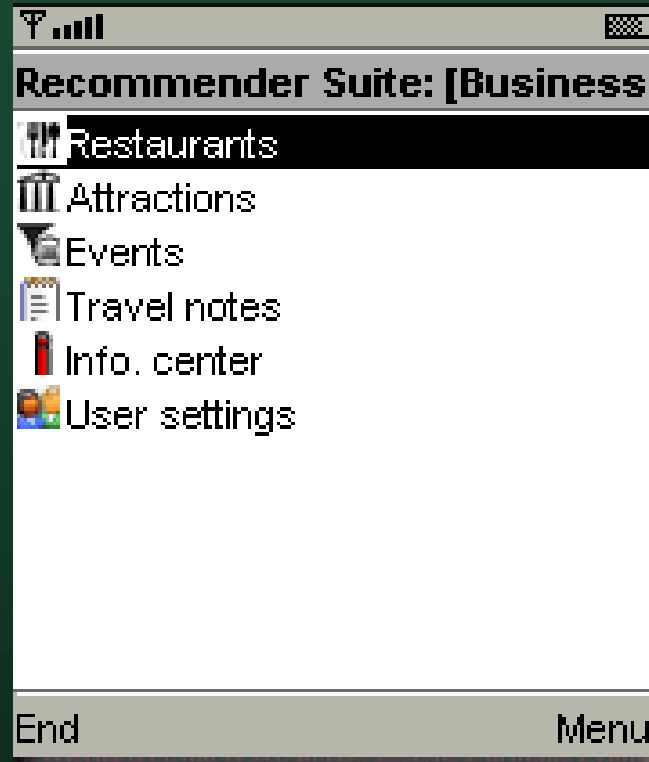 Recommender Suite: [Business
Restaurants
Attractions
Events
Travel notes
Info. center
User settings
End Menu